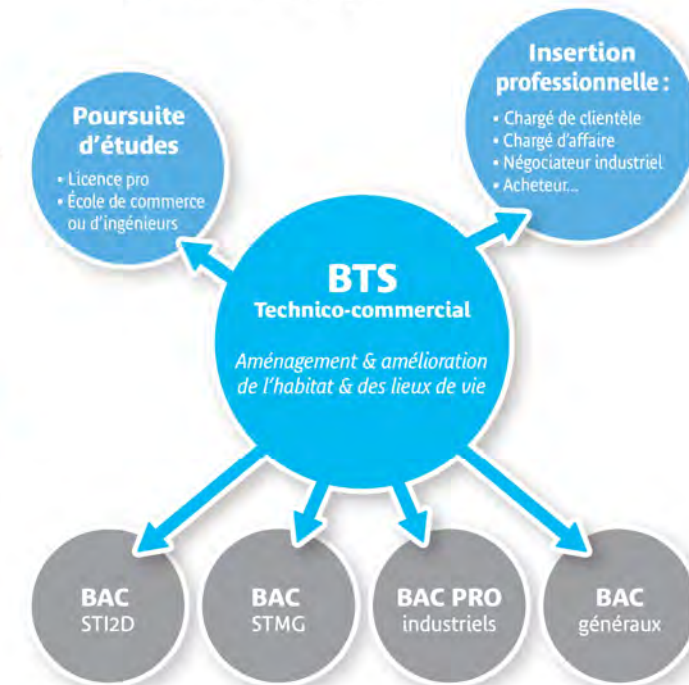 Poursuite
d'études
• Licence pro
• École de commerce
ou d'ingénieurs
Insertion
professionnelle :
• Chargé de clientèle
• Chargé d'affaire
• Négociateur industriel
• Acheteur...
BTS
Technico-commercial
Aménagement & amélioration
de l'habitat & des lieux de vie
BAC
STI2D
BAC
STMG
BAC PRO
industriels
BAC
généraux